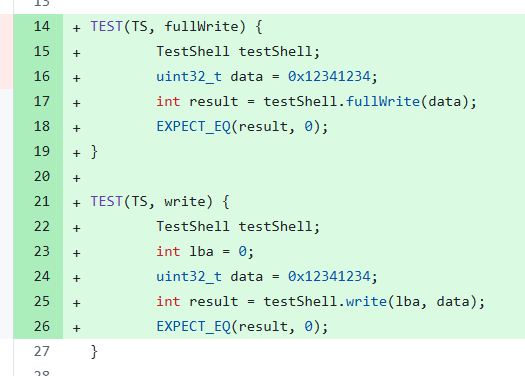 13
14 + TEST(TS, fullWrite) {
15 + TestShell testShell;
16 + uint32_t data = 0x12341234;
17 + int result = testShell.fullWrite(data);
18 + EXPECT_EQ(result, 0);
19 + }
20 +
21 + TEST(TS, write) {
22 + TestShell testShell;
23 + int lba = 0;
24 + uint32_t data = 0x12341234;
25 + int result = testShell.write(lba, data);
26 + EXPECT_EQ(result, 0);
27 }
28